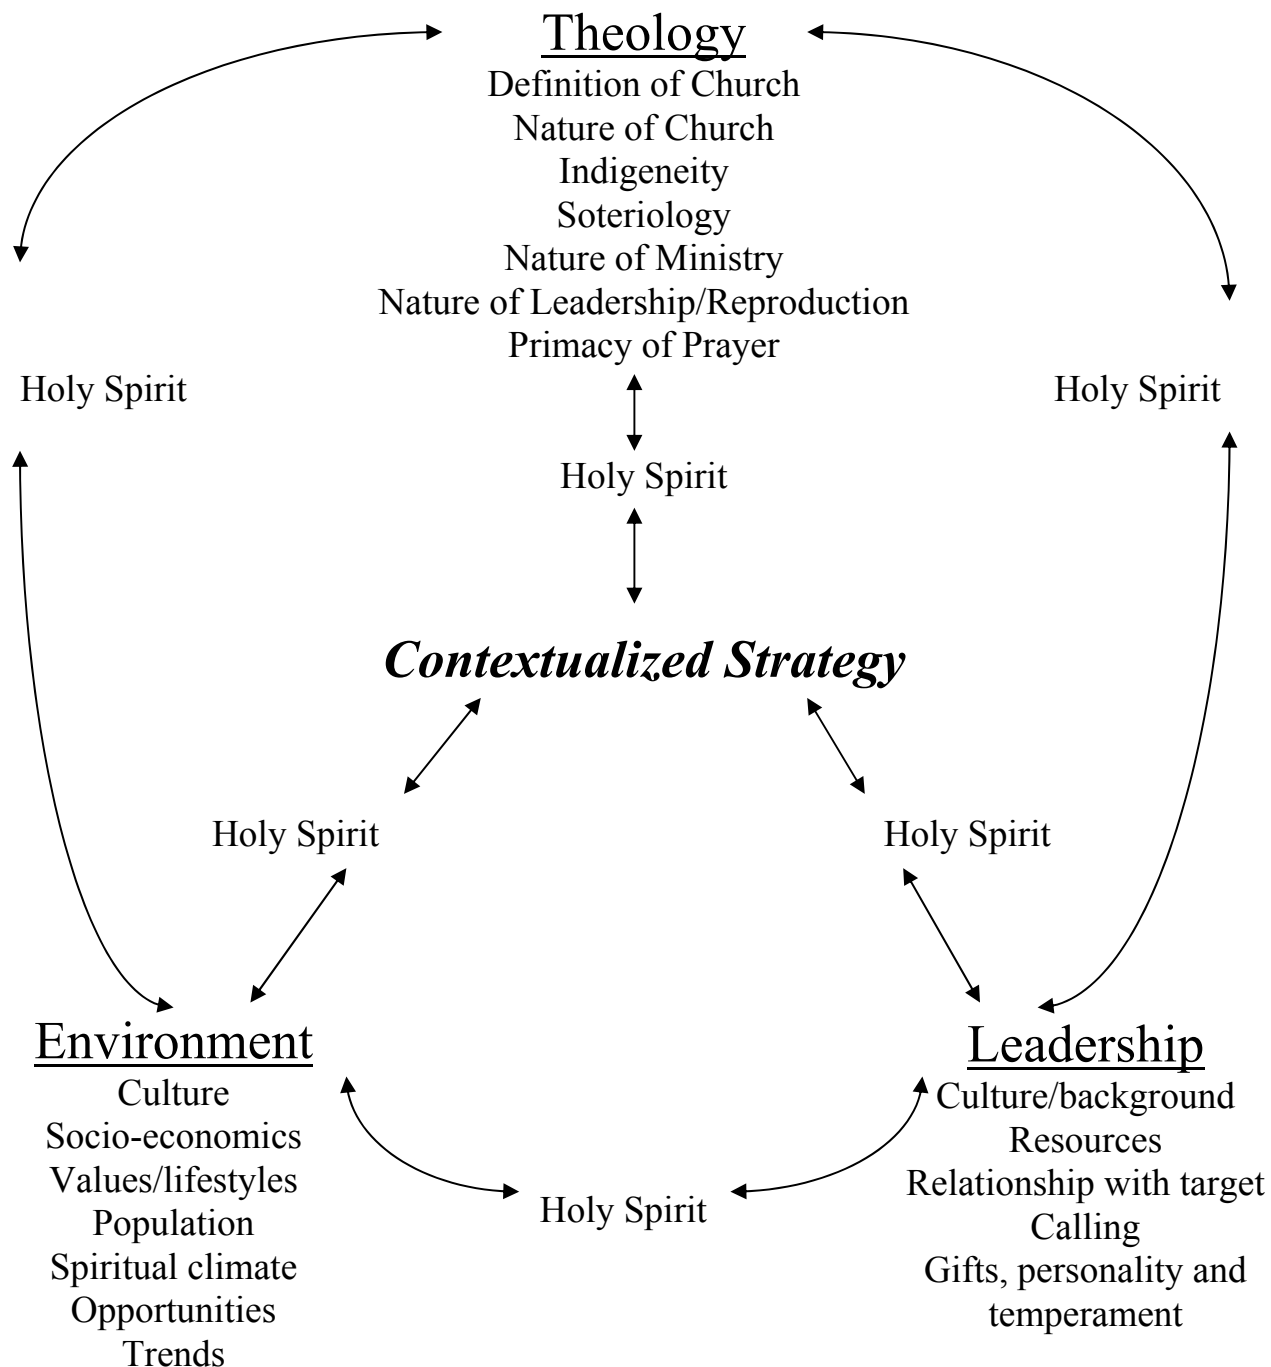 Theology
Definition of Church
Nature of Church
Indigeneity
Soteriology
Nature of Ministry
Nature of Leadership/Reproduction
Primacy of Prayer
Holy Spirit
Holy Spirit
Holy Spirit
Contextualized Strategy
Holy Spirit
Holy Spirit
Environment
Culture
Socio-economics
Values/lifestyles
Population
Spiritual climate
Opportunities
Trends
Holy Spirit
Leadership
Culture/background
Resources
Relationship with target
Calling
Gifts, personality and
temperament